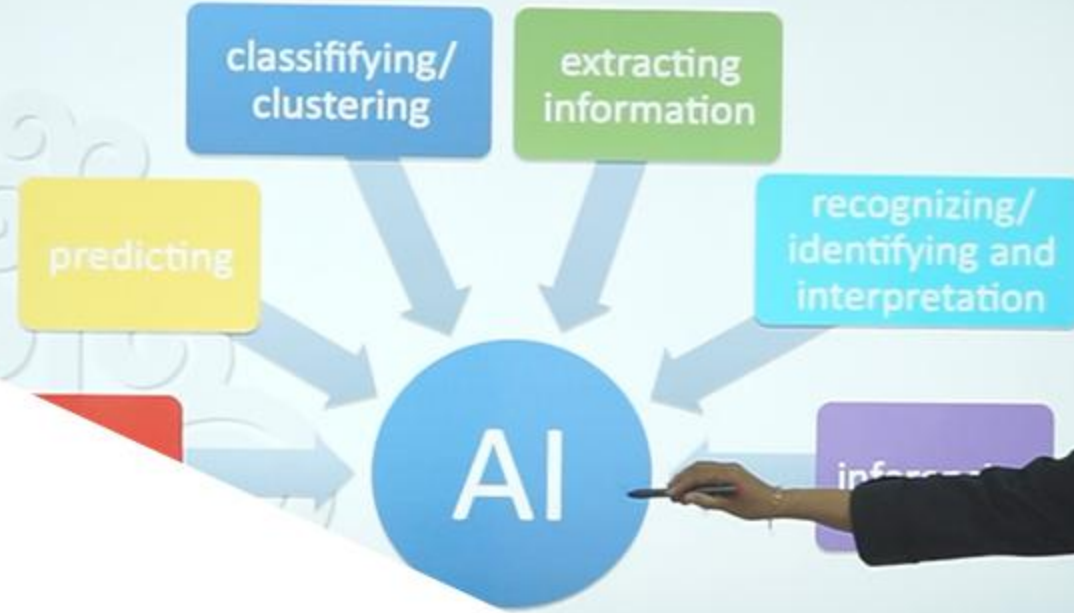 classififying/
clustering
extracting
information
predicting
recognizing/
identifying and
interpretation
AI